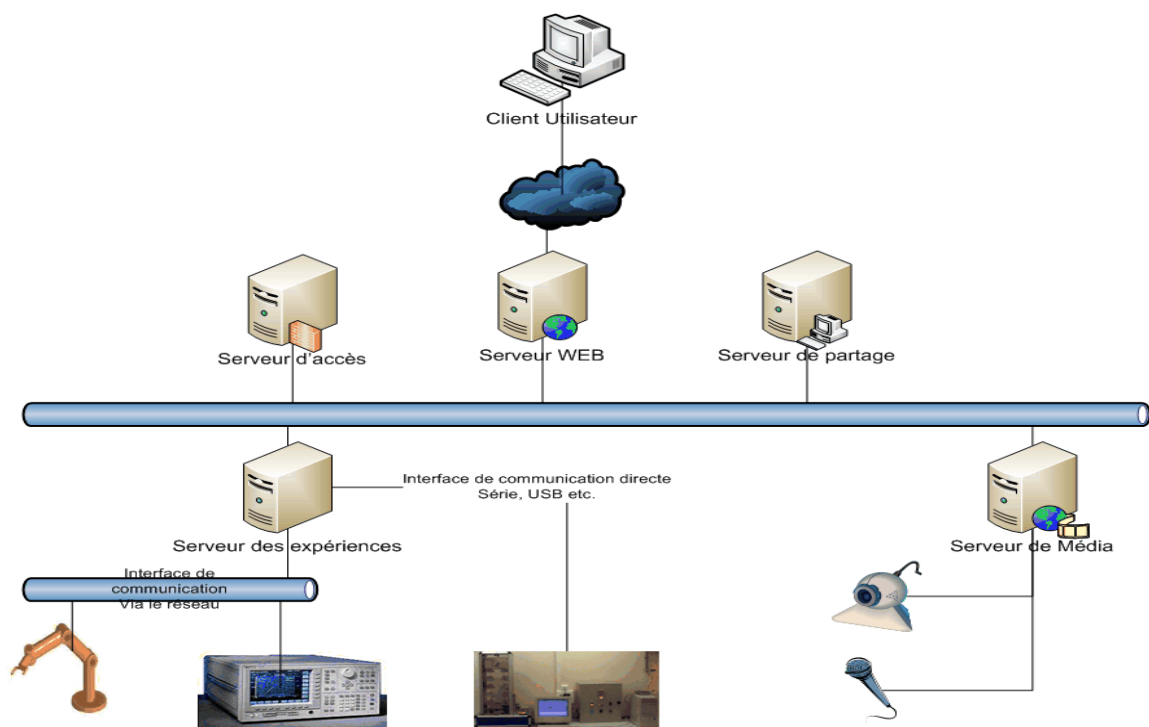 Client Utilisateur
Serveur d'accès
Serveur WEB
Serveur de partage
Interface de communication directe
Série, USB etc.
Serveur des expériences
Serveur de Média
Interface de
communication
Via le réseau